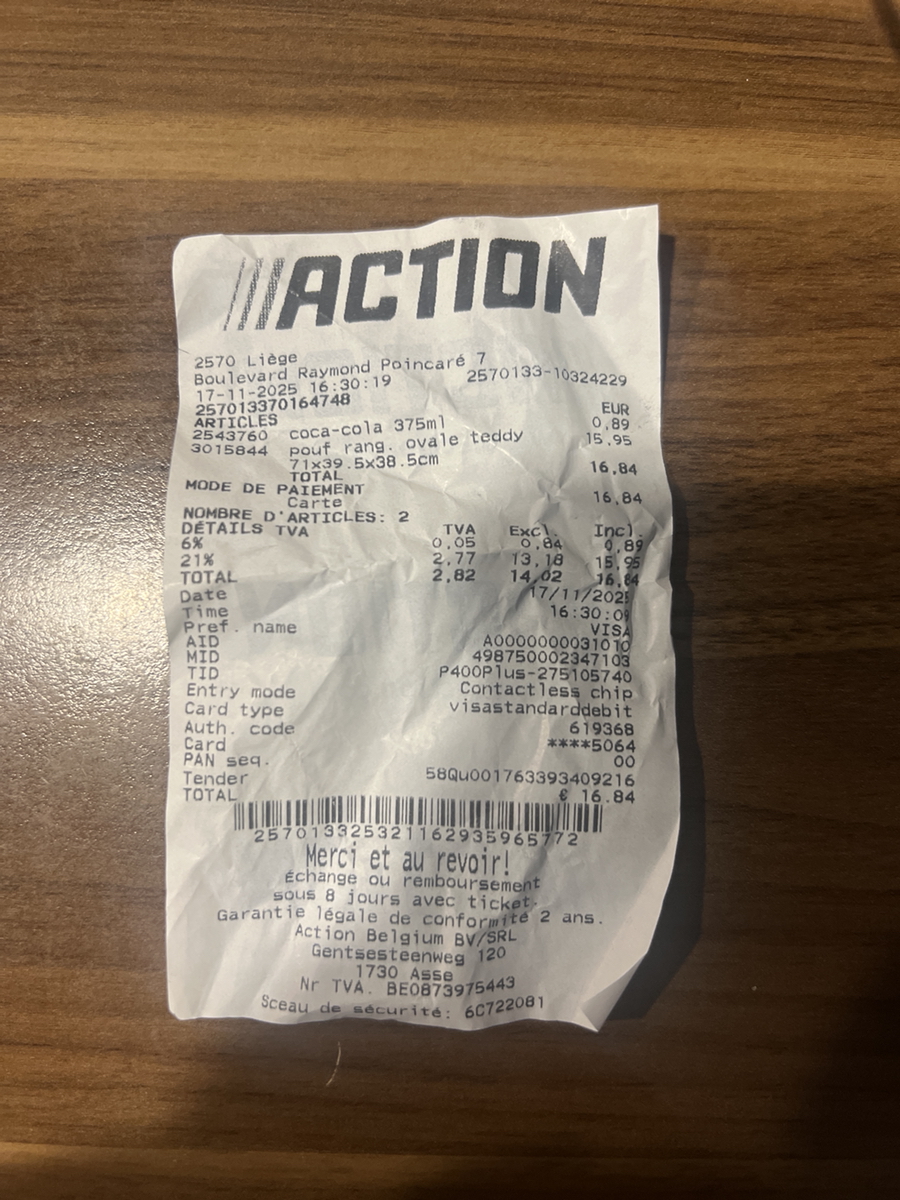 ACTION
2570 Liège
Boulevard Raymond Poincaré 7
17-11-2025 16:30:19 2570133-10324229
257013370164748
EUR
ARTICLES
2543760 coca-cola 375ml 0,89
3015844 pouf rang. ovale teddy 15,95
71x39.5x38.5cm
TOTAL 16,84
MODE DE PAIEMENT
Carte 16,84
NOMBRE D'ARTICLES: 2
DÉTAILS TVA TVA Excl. Incl.
6% 0,05 0,84 0,89
21% 2,77 13,18 15,95
TOTAL 2,82 14,02 16,84
Date 17/11/2025
Time 16:30:09
Pref. name VISA
AID A0000000031010
MID 498750002347103
TID P400Plus-275105740
Entry mode Contactless chip
Card type visastandarddebit
Auth. code 619368
Card ****5064
PAN seq. 00
Tender 58Qu001763393409216
TOTAL € 16.84
2570133253211629359657​72
Merci et au revoir!
Échange ou remboursement
sous 8 jours avec ticket.
Garantie légale de conformité 2 ans.
Action Belgium BV/SRL
Gentsesteenweg 120
1730 Asse
Nr TVA. BE0873975443
Sceau de sécurité: 6C722081